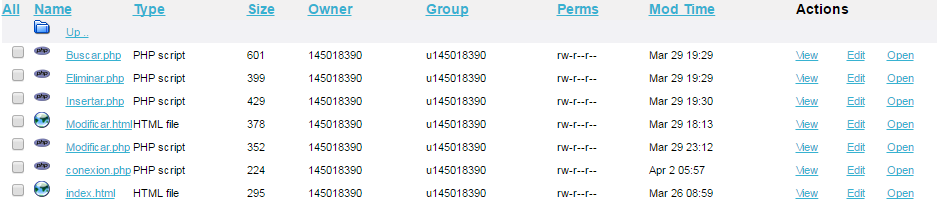 All Name Type Size Owner Group Perms Mod Time Actions
Up ..
php Buscar.php PHP script 601 145018390 u145018390 rw-r--r-- Mar 29 19:29 View Edit Open
php Eliminar.php PHP script 399 145018390 u145018390 rw-r--r-- Mar 29 19:29 View Edit Open
php Insertar.php PHP script 429 145018390 u145018390 rw-r--r-- Mar 29 19:30 View Edit Open
Modificar.html HTML file 378 145018390 u145018390 rw-r--r-- Mar 29 18:13 View Edit Open
php Modificar.php PHP script 352 145018390 u145018390 rw-r--r-- Mar 29 23:12 View Edit Open
php conexion.php PHP script 224 145018390 u145018390 rw-r--r-- Apr 2 05:57 View Edit Open
index.html HTML file 295 145018390 u145018390 rw-r--r-- Mar 26 08:59 View Edit Open